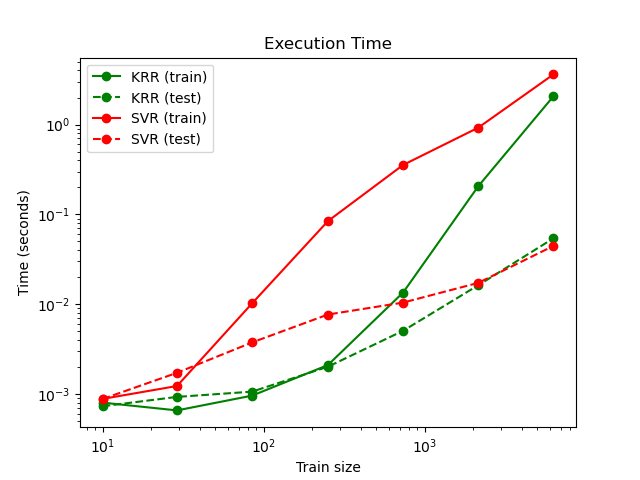 Execution Time
KRR (train)
KRR (test)
SVR (train)
SVR (test)
Time (seconds)
10⁰
10⁻¹
10⁻²
10⁻³
10¹
10²
10³
Train size